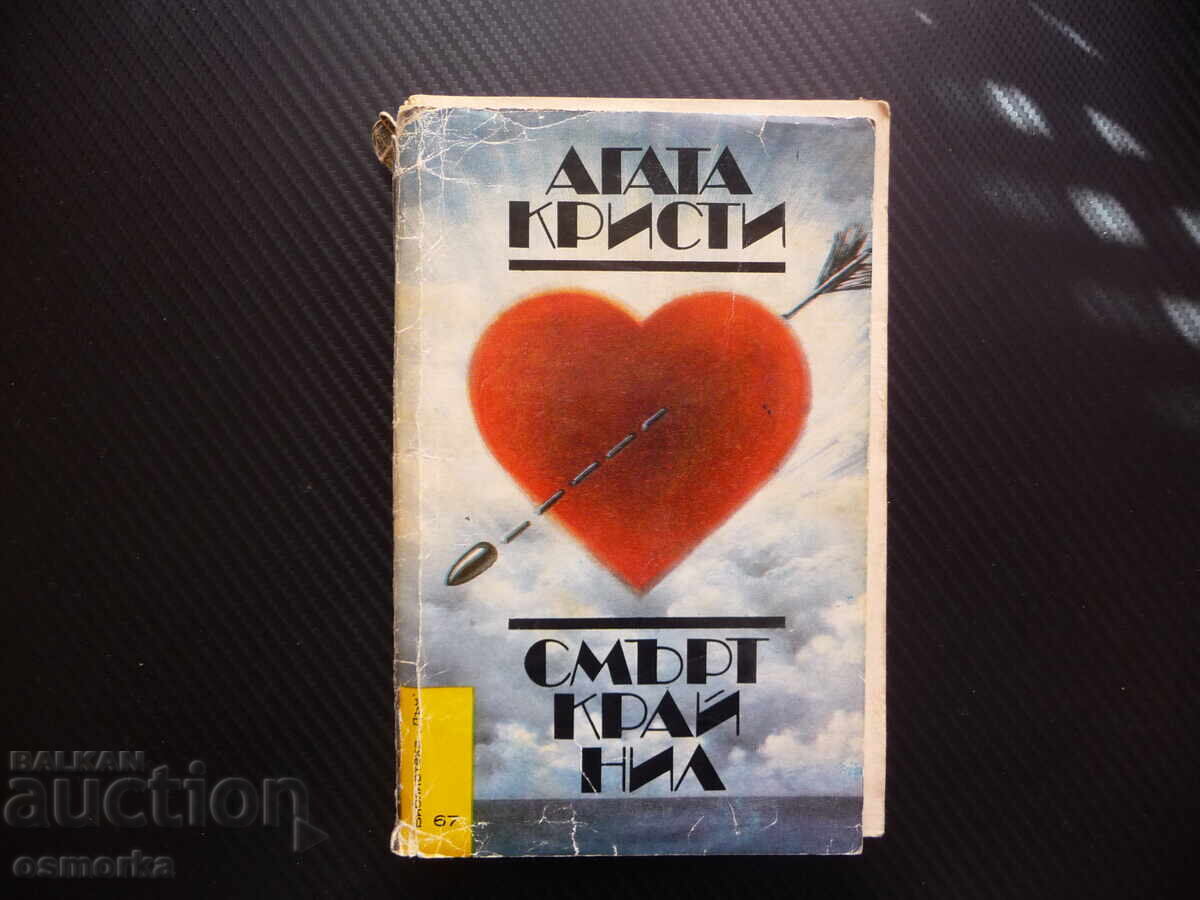 АГАТА
КРИСТИ
СМЪРТ
КРАЙ
НИЛ
67
BALKAN
auction
osmorka